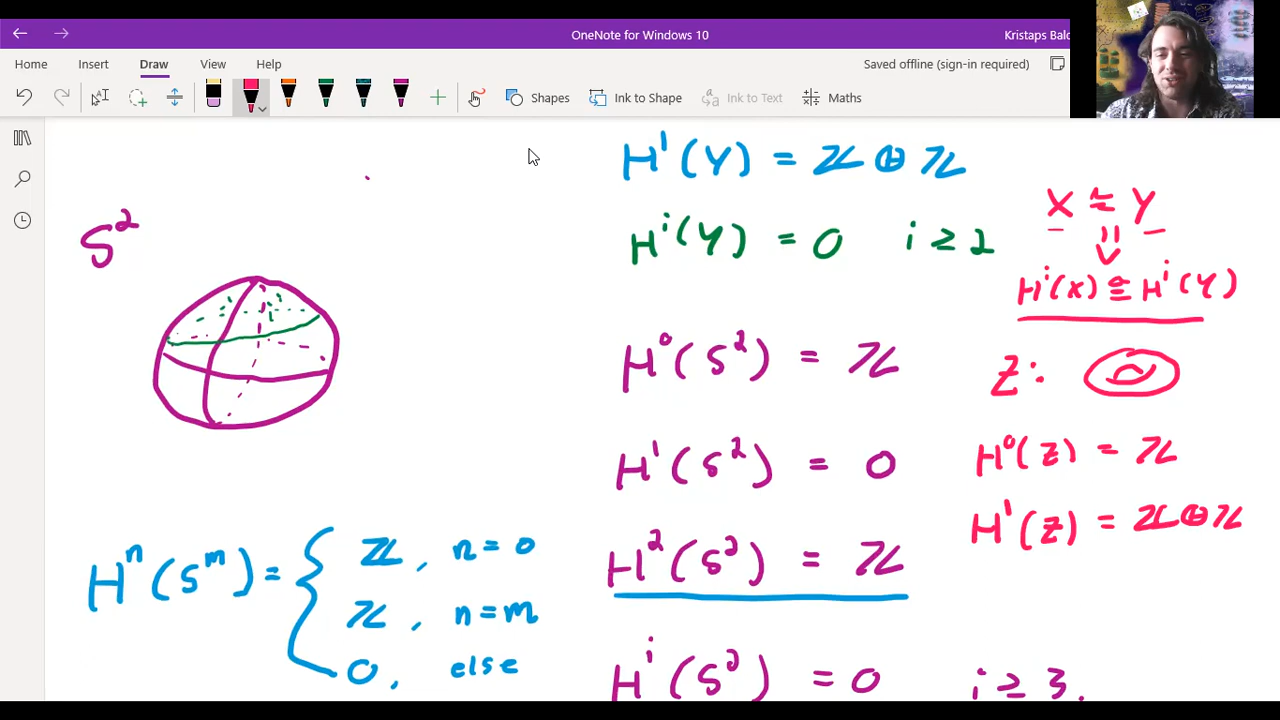 OneNote for Windows 10
Kristaps Balo
Home Insert Draw View Help
Saved offline (sign-in required)
Shapes Ink to Shape Ink to Text Maths
S²
Hⁿ(Sᵐ) = { ℤ, n = 0
ℤ, n = m
0, else
H¹(Y) = ℤ ⊕ ℤ
Hⁱ(Y) = 0 i ≥ 2
H⁰(S²) = ℤ
H¹(S²) = 0
H²(S²) = ℤ
Hⁱ(S²) = 0 i ≥ 3.
X ≃ Y
⇓
Hⁱ(X) ≅ Hⁱ(Y)
Z:
H⁰(Z) = ℤ
H¹(Z) = ℤ ⊕ ℤ